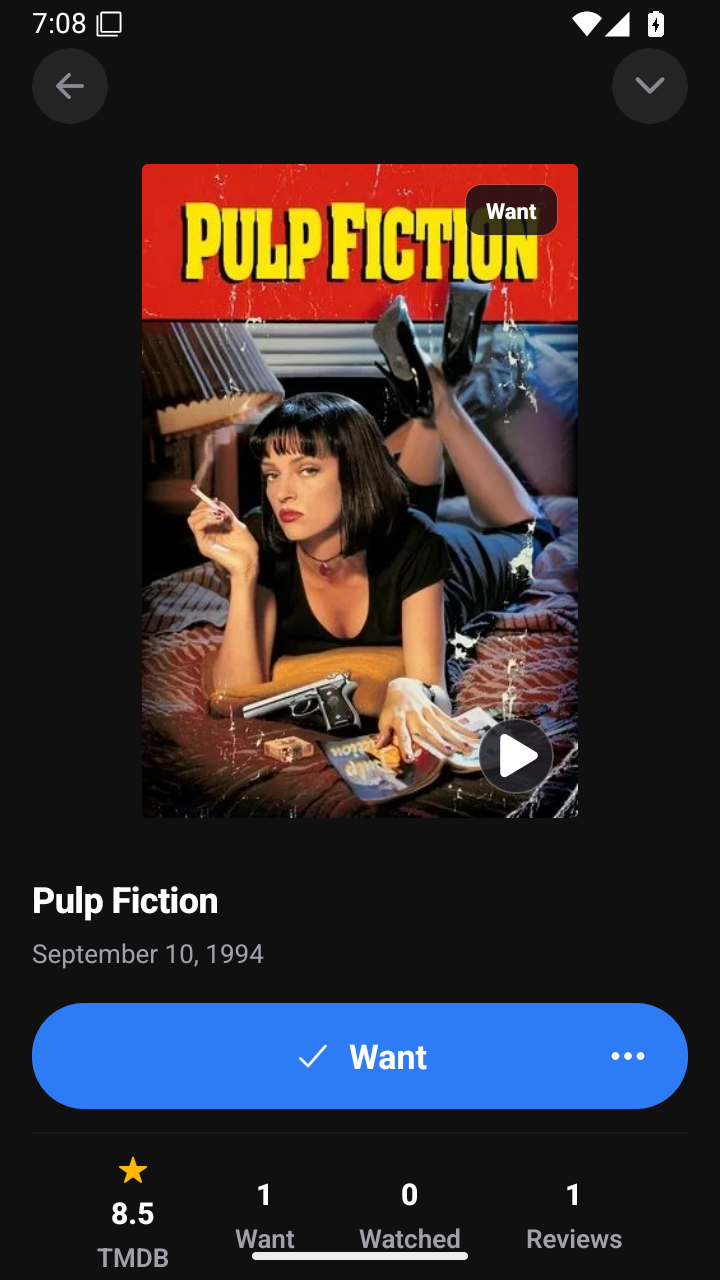 7:08
Want
PULP FICTION
Pulp Fiction
September 10, 1994
Want
8.5
TMDB
1
Want
0
Watched
1
Reviews